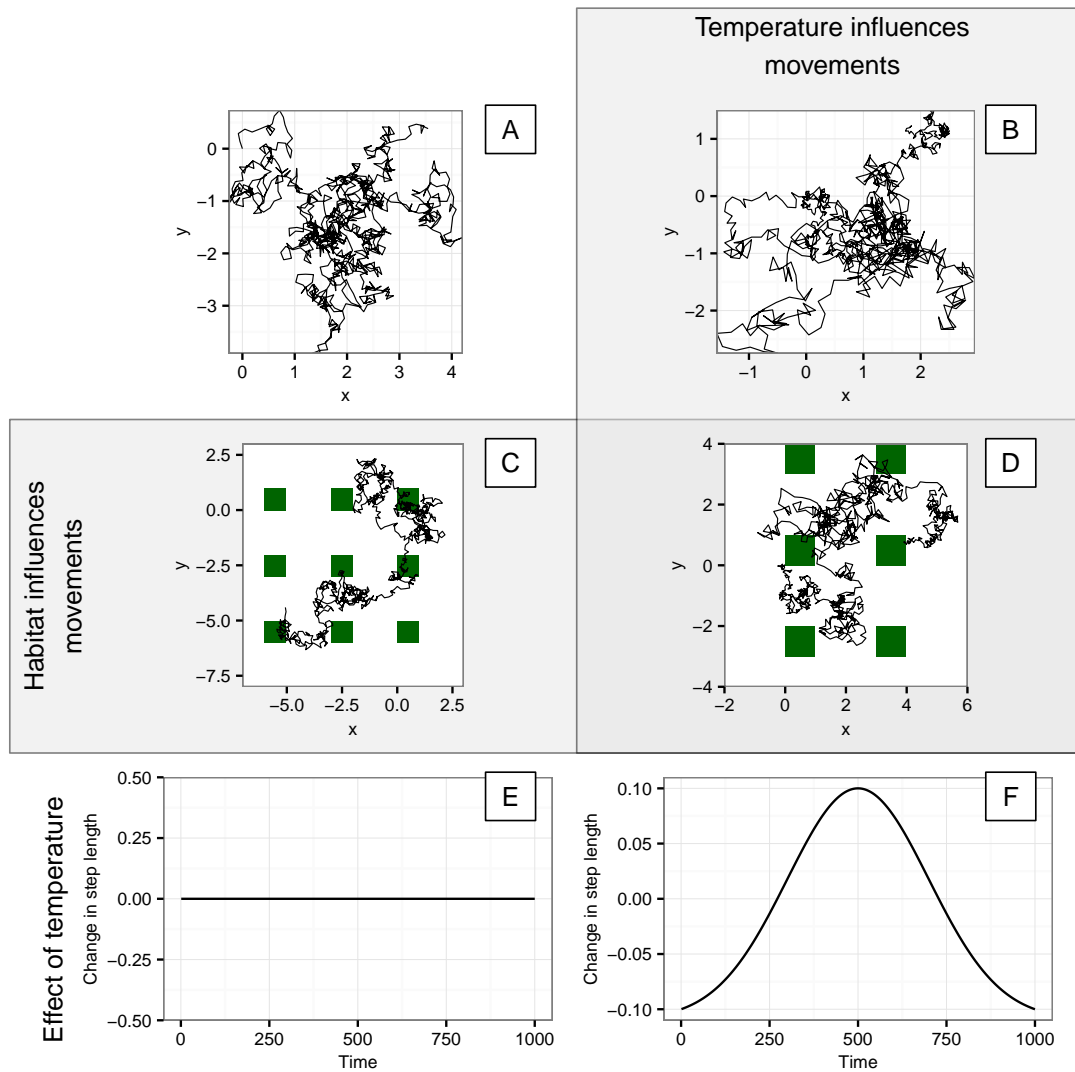 Temperature influences
movements
A
0
−1
−2
−3
y
0
1
2
3
4
x
B
1
0
−1
−2
y
−1
0
1
2
x
Habitat influences
movements
C
2.5
0.0
−2.5
−5.0
−7.5
y
−5.0
−2.5
0.0
2.5
x
D
4
2
0
−2
−4
y
−2
0
2
4
6
x
Effect of temperature
E
0.50
0.25
0.00
−0.25
−0.50
Change in step length
0
250
500
750
1000
Time
F
0.10
0.05
0.00
−0.05
−0.10
Change in step length
0
250
500
750
1000
Time